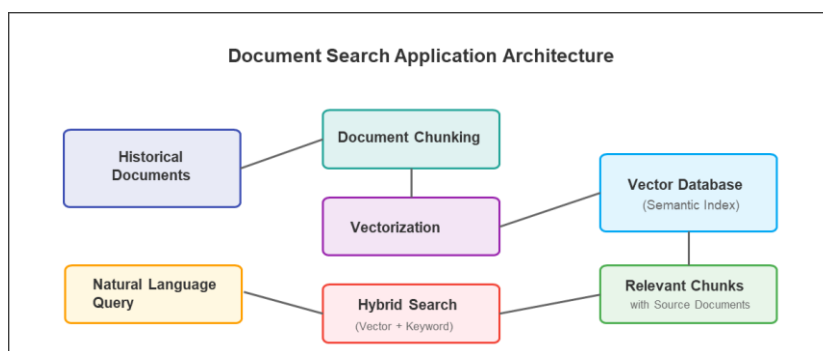 Document Search Application Architecture
Historical
Documents
Document Chunking
Vectorization
Vector Database
(Semantic Index)
Natural Language
Query
Hybrid Search
(Vector + Keyword)
Relevant Chunks
with Source Documents